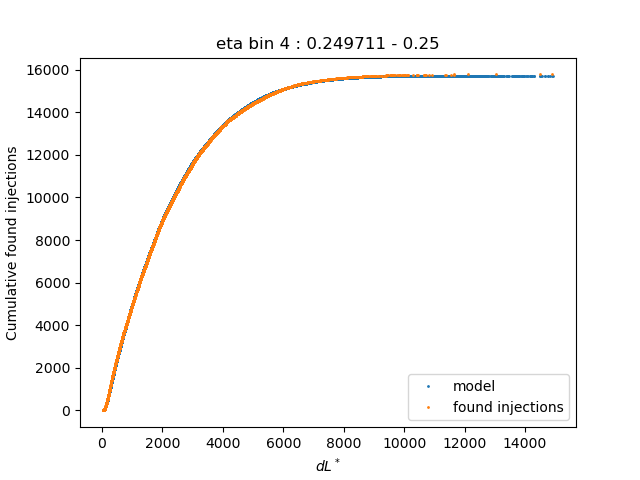 eta bin 4 : 0.249711 - 0.25
16000
14000
12000
10000
8000
6000
4000
2000
0
Cumulative found injections
model
found injections
0 2000 4000 6000 8000 10000 12000 14000
dL*